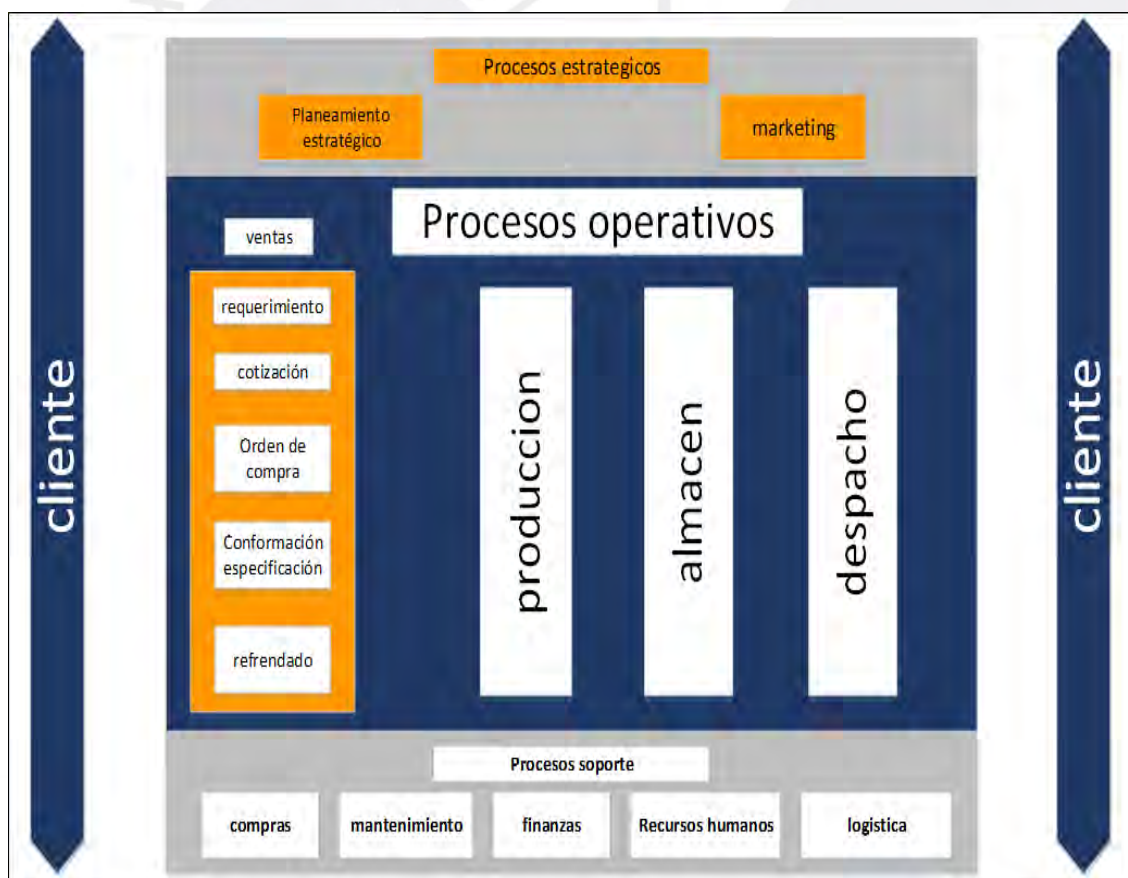 Procesos estrategicos
Planeamiento
estratégico
marketing
Procesos operativos
ventas
requerimiento
cotización
Orden de
compra
Conformación
especificación
refrendado
produccion
almacen
despacho
cliente
cliente
Procesos soporte
compras
mantenimiento
finanzas
Recursos humanos
logistica